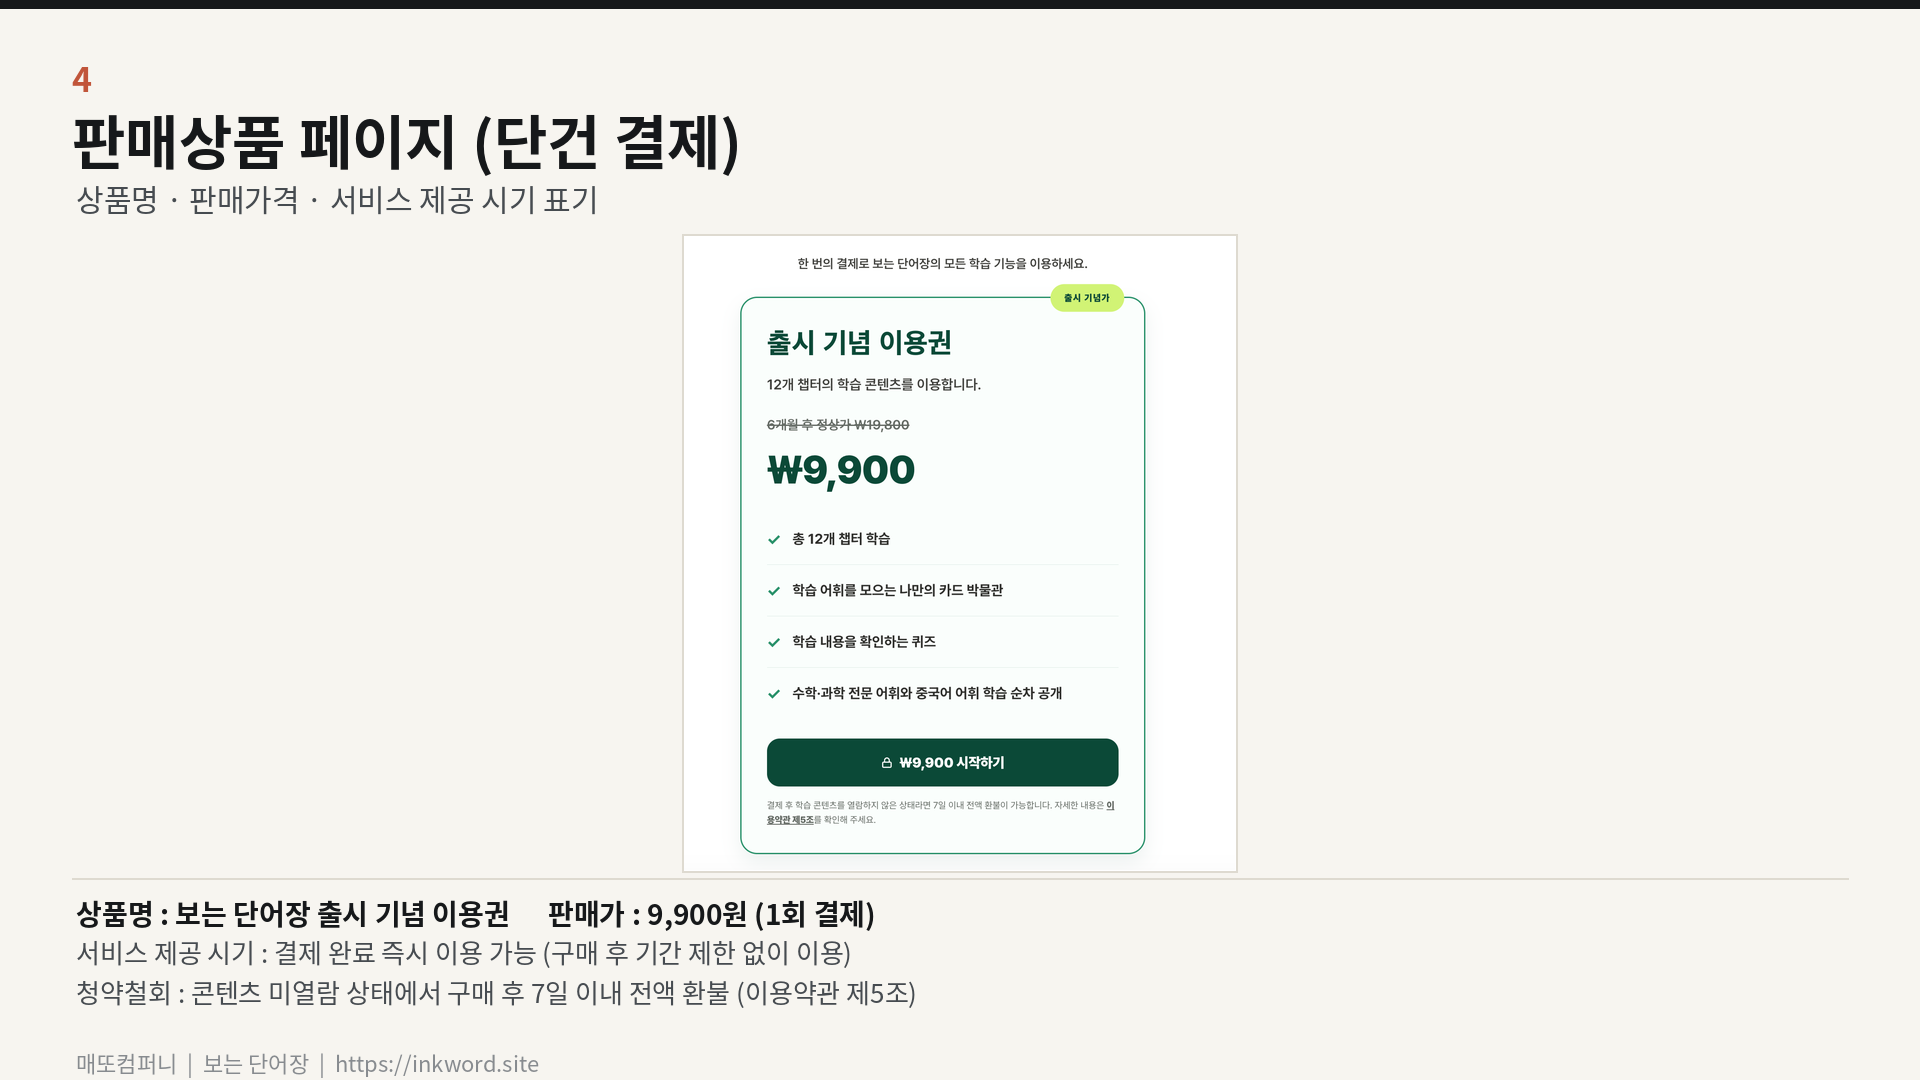 4
판매상품 페이지 (단건 결제)
상품명 · 판매가격 · 서비스 제공 시기 표기
한 번의 결제로 보는 단어장의 모든 학습 기능을 이용하세요.
출시 기념가
출시 기념 이용권
12개 챕터의 학습 콘텐츠를 이용합니다.
6개월 후 정상가 ₩19,800
₩9,900
총 12개 챕터 학습
학습 어휘를 모으는 나만의 카드 박물관
학습 내용을 확인하는 퀴즈
수학·과학 전문 어휘와 중국어 어휘 학습 순차 공개
₩9,900 시작하기
결제 후 학습 콘텐츠를 열람하지 않은 상태라면 7일 이내 전액 환불이 가능합니다. 자세한 내용은 이
용약관 제5조를 확인해 주세요.
상품명 : 보는 단어장 출시 기념 이용권 판매가 : 9,900원 (1회 결제)
서비스 제공 시기 : 결제 완료 즉시 이용 가능 (구매 후 기간 제한 없이 이용)
청약철회 : 콘텐츠 미열람 상태에서 구매 후 7일 이내 전액 환불 (이용약관 제5조)
매또컴퍼니 | 보는 단어장 | https://inkword.site